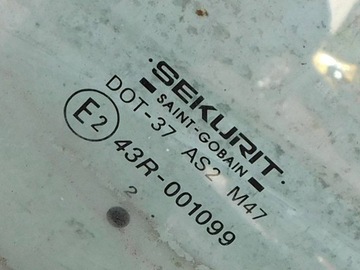 SEKURIT
SAINT-GOBAIN
DOT-37 AS2 M47
E2 43R-001099
2